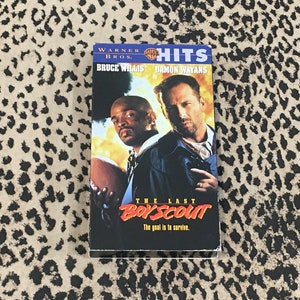 WARNER BROS. HITS
BRUCE WILLIS DAMON WAYANS
THE LAST
BOY SCOUT
The goal is to survive.